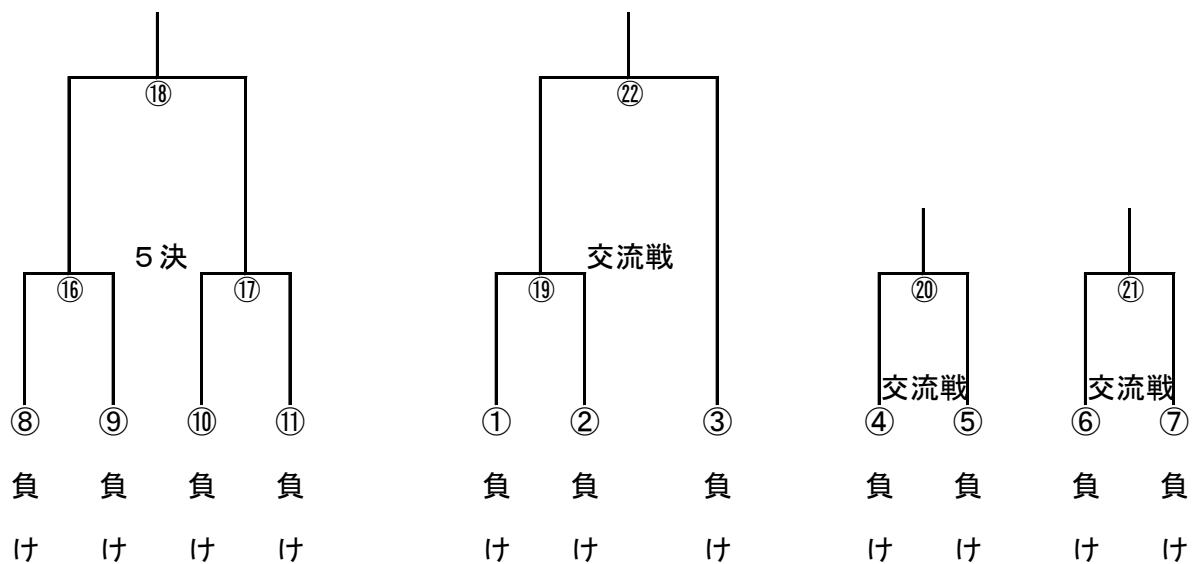 ⑱ ㉒
５決 交流戦
⑯ ⑰ ⑲ ⑳ ㉑
交流戦 交流戦
⑧ ⑨ ⑩ ⑪ ① ② ③ ④ ⑤ ⑥ ⑦
負 負 負 負 負 負 負 負 負 負 負
け け け け け け け け け け け